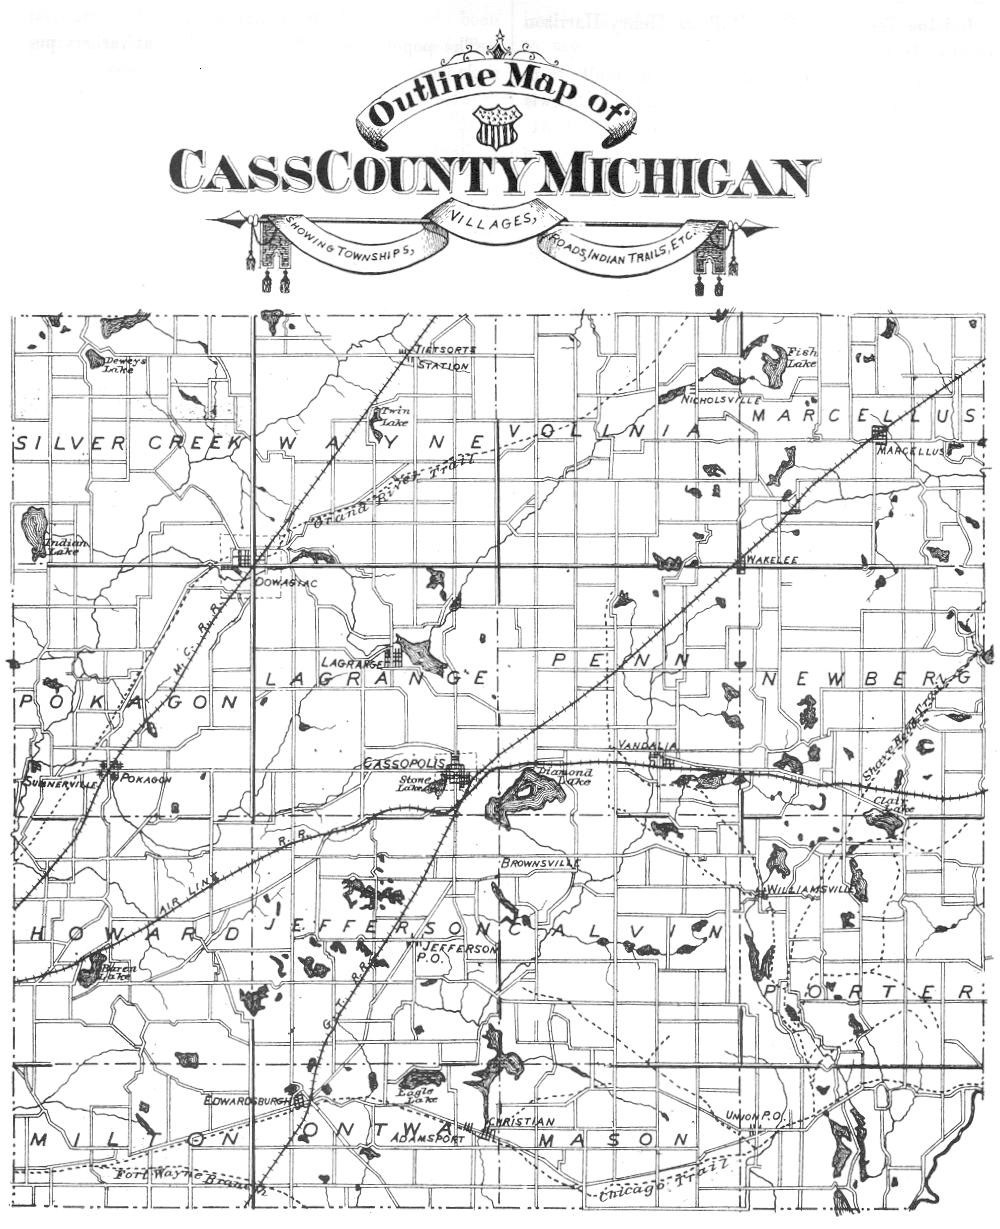 Outline Map of
CASS COUNTY MICHIGAN
SHOWING TOWNSHIPS,
VILLAGES,
ROADS, INDIAN TRAILS, ETC.
Deweys
Lake
TIETSORTS
STATION
Fish
Lake
NICHOLSVILLE
Twin
Lake
SILVER CREEK
WAYNE
VOLINIA
MARCELLUS
MARCELLUS
Grand River Trail
Indian
Lake
DOWAGIAC
WAKELEE
M. C. R. R.
LAGRANGE
LAGRANGE
PENN
NEWBERG
POKAGON
Shave Head Trail
SUMNERVILLE
POKAGON
CASSOPOLIS
Stone
Lake
VANDALIA
Diamond
Lake
Clair
Lake
AIR LINE R. R.
BROWNSVILLE
WILLIAMSVILLE
HOWARD
JEFFERSON
CALVIN
JEFFERSON
P.O.
Baren
Lake
G. T. R.R.
PORTER
EDWARDSBURGH
Eagle
Lake
CHRISTIAN
ADAMSPORT
UNION P.O.
MILTON
ONTWA
MASON
Fort Wayne Branch
Chicago Trail